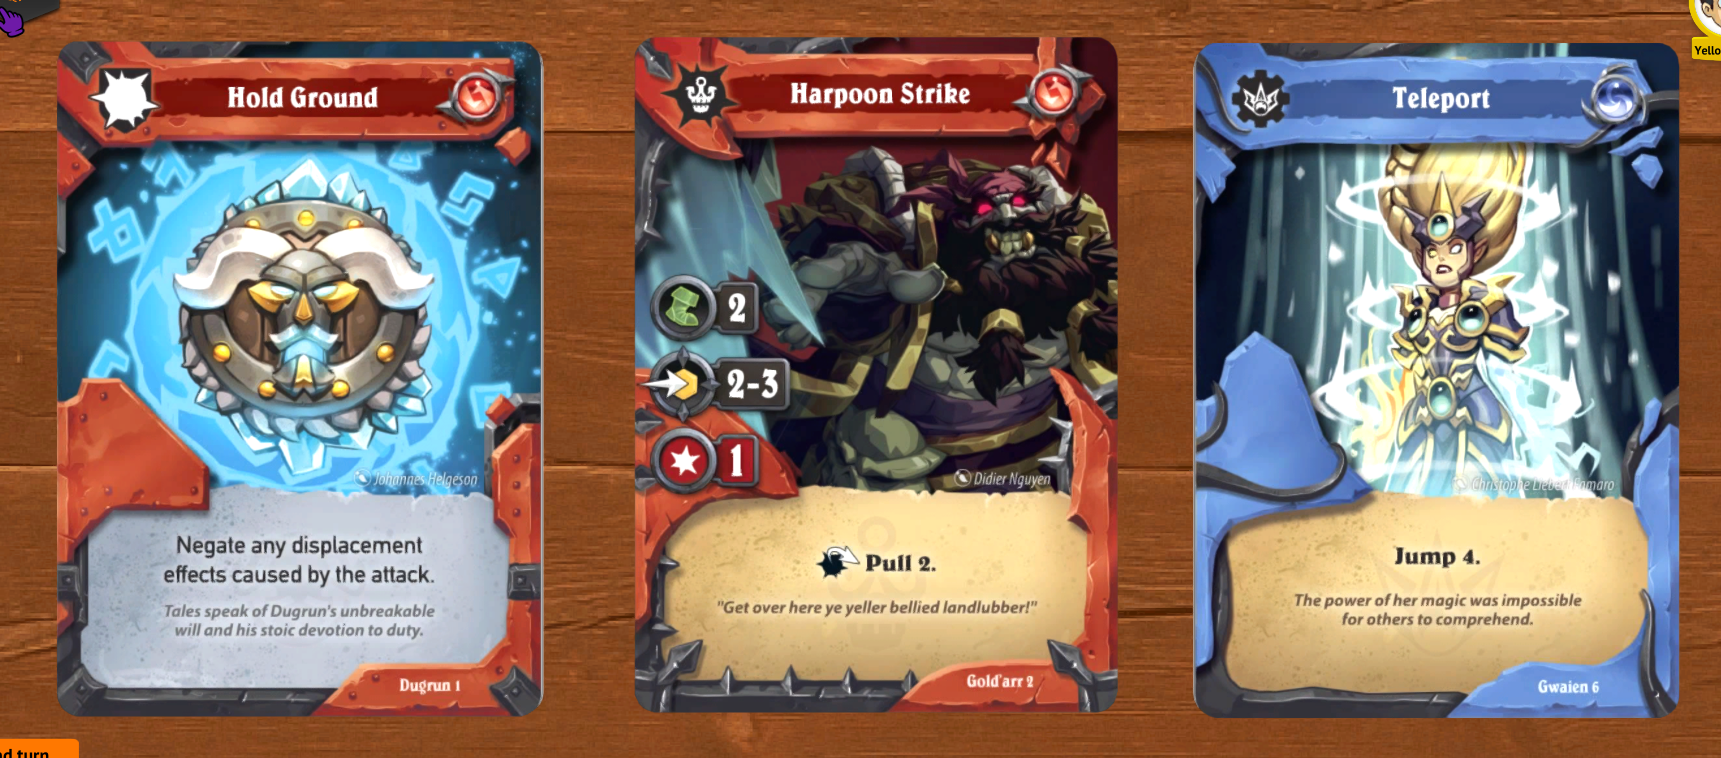 Hold Ground
Johannes Helgeson
Negate any displacement
effects caused by the attack.
Tales speak of Dugrun's unbreakable
will and his stoic devotion to duty.
Dugrun 1
Harpoon Strike
2
2-3
1
Didier Nguyen
Pull 2.
"Get over here ye yeller bellied landlubber!"
Gold'arr 2
Teleport
Jump 4.
The power of her magic was impossible
for others to comprehend.
Gwaien 6
Yello
nd turn